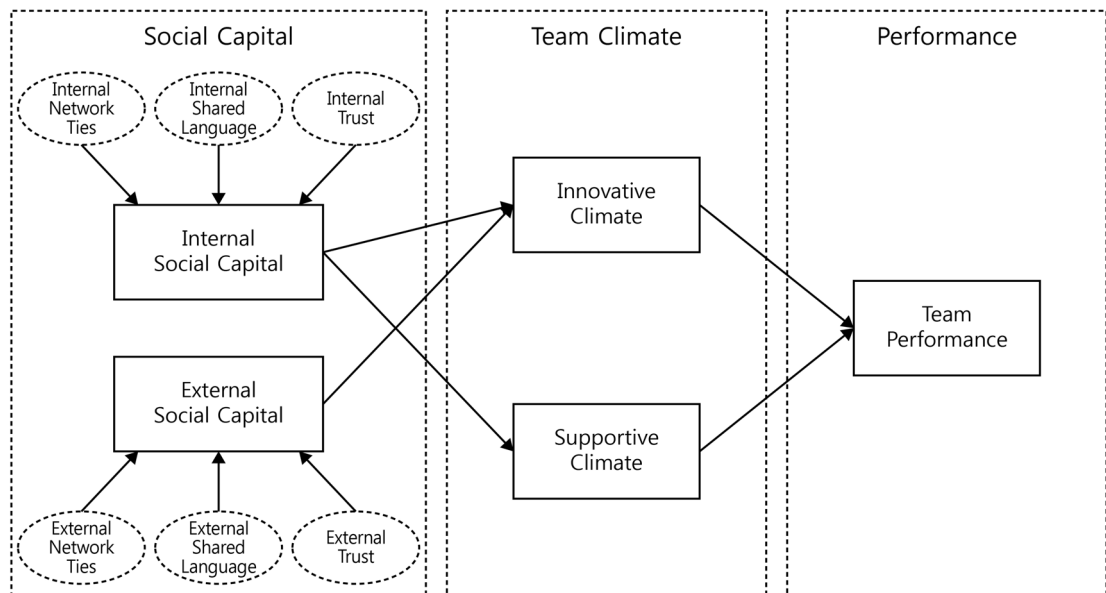 Social Capital
Team Climate
Performance
Internal
Network
Ties
Internal
Shared
Language
Internal
Trust
Internal
Social Capital
Innovative
Climate
Team
Performance
External
Social Capital
Supportive
Climate
External
Network
Ties
External
Shared
Language
External
Trust